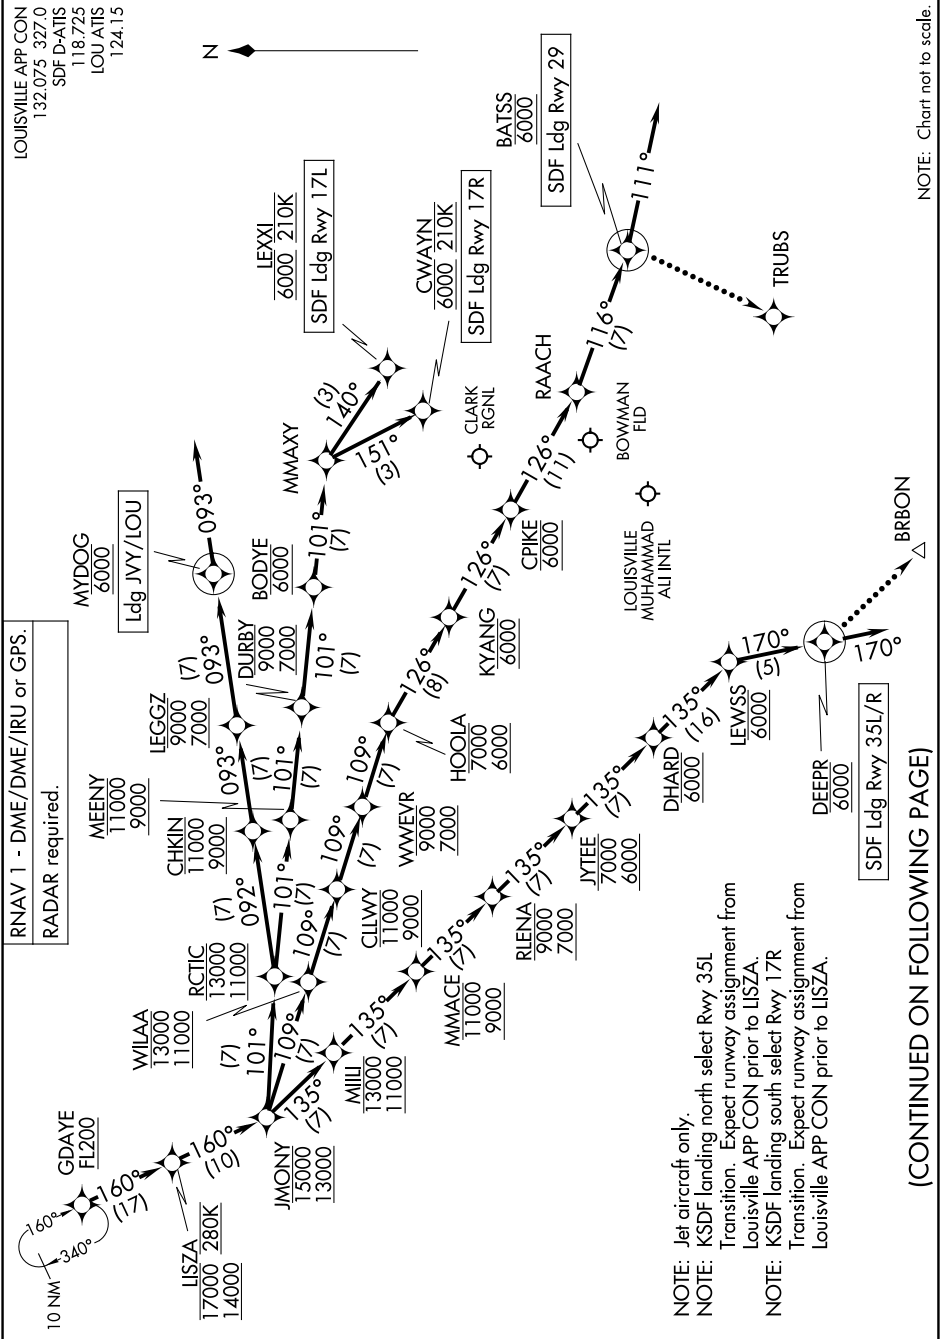 RNAV 1 - DME/DME/IRU or GPS.
RADAR required.
LOUISVILLE APP CON
132.075 327.0
SDF D-ATIS
118.725
LOU ATIS
124.15
N
10 NM
160°
340°
GDAYE
FL200
160°
(17)
LISZA
17000 280K
14000
160°
(10)
JMONY
15000
13000
(7)
101°
109°
(7)
135°
(7)
WILAA
13000
11000
RCTIC
13000
11000
MIILI
13000
11000
(7)
092°
101°
(7)
109°
(7)
135°
(7)
MEENY
11000
9000
CHKIN
11000
9000
CLLWY
11000
9000
MMACE
11000
9000
093°
(7)
101°
(7)
109°
(7)
135°
(7)
LEGGZ
9000
7000
DURBY
9000
7000
WWEVR
9000
7000
RLENA
9000
7000
(7)
093°
101°
(7)
109°
(7)
135°
(7)
MYDOG
6000
Ldg JVY/LOU
093°
BODYE
6000
101°
(7)
HOOLA
7000
6000
JYTEE
7000
6000
126°
(8)
135°
(7)
MMAXY
(3)
140°
151°
(3)
LEXXI
6000 210K
SDF Ldg Rwy 17L
CWAYN
6000 210K
SDF Ldg Rwy 17R
KYANG
6000
126°
(7)
CPIKE
6000
126°
(11)
RAACH
116°
(7)
BATSS
6000
SDF Ldg Rwy 29
111°
TRUBS
CLARK
RGNL
BOWMAN
FLD
LOUISVILLE
MUHAMMAD
ALI INTL
DHARD
6000
135°
(16)
LEWSS
6000
170°
(5)
DEEPR
6000
SDF Ldg Rwy 35L/R
170°
BRBON
NOTE: Jet aircraft only.
NOTE: KSDF landing north select Rwy 35L
Transition. Expect runway assignment from
Louisville APP CON prior to LISZA.
NOTE: KSDF landing south select Rwy 17R
Transition. Expect runway assignment from
Louisville APP CON prior to LISZA.
(CONTINUED ON FOLLOWING PAGE)
NOTE: Chart not to scale.